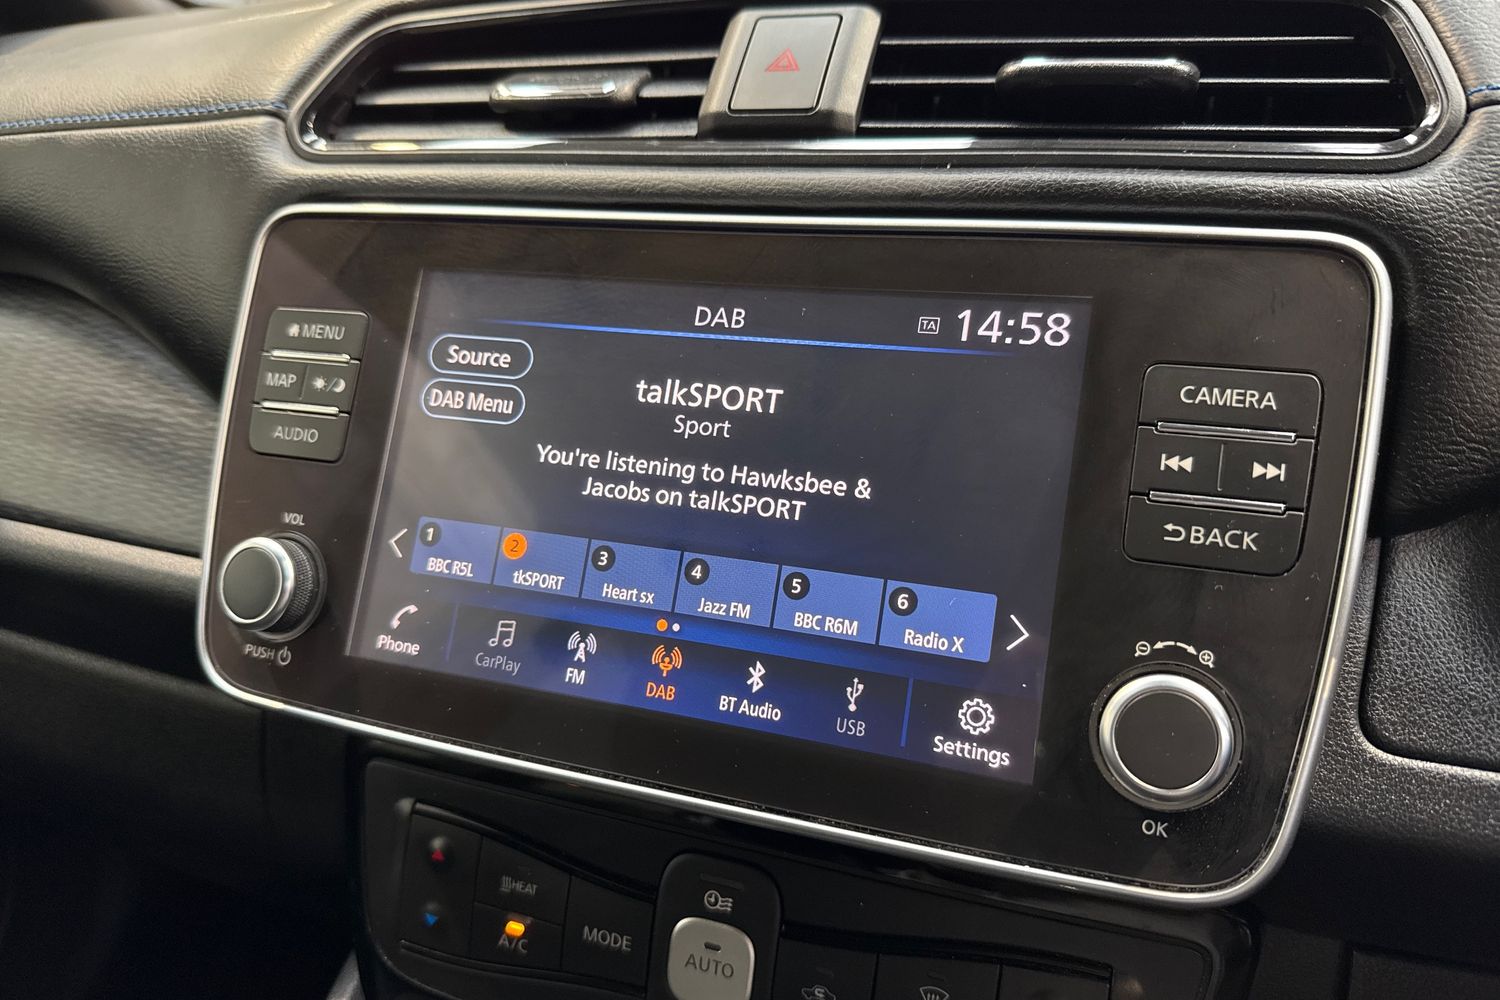 DAB
TA 14:58
Source
DAB Menu
talkSPORT
Sport
You're listening to Hawksbee &
Jacobs on talkSPORT
1 BBC R5L
2 tkSPORT
3 Heart sx
4 Jazz FM
5 BBC R6M
6 Radio X
Phone
CarPlay
FM
DAB
BT Audio
USB
Settings
MENU
MAP
AUDIO
VOL
PUSH
CAMERA
BACK
OK
HEAT
A/C
MODE
AUTO